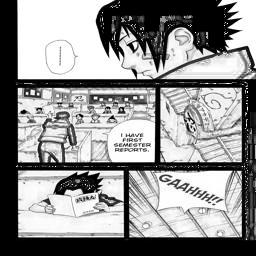 ..........
I HAVE
FIRST
SEMESTER
REPORTS.
GAAHHH!!